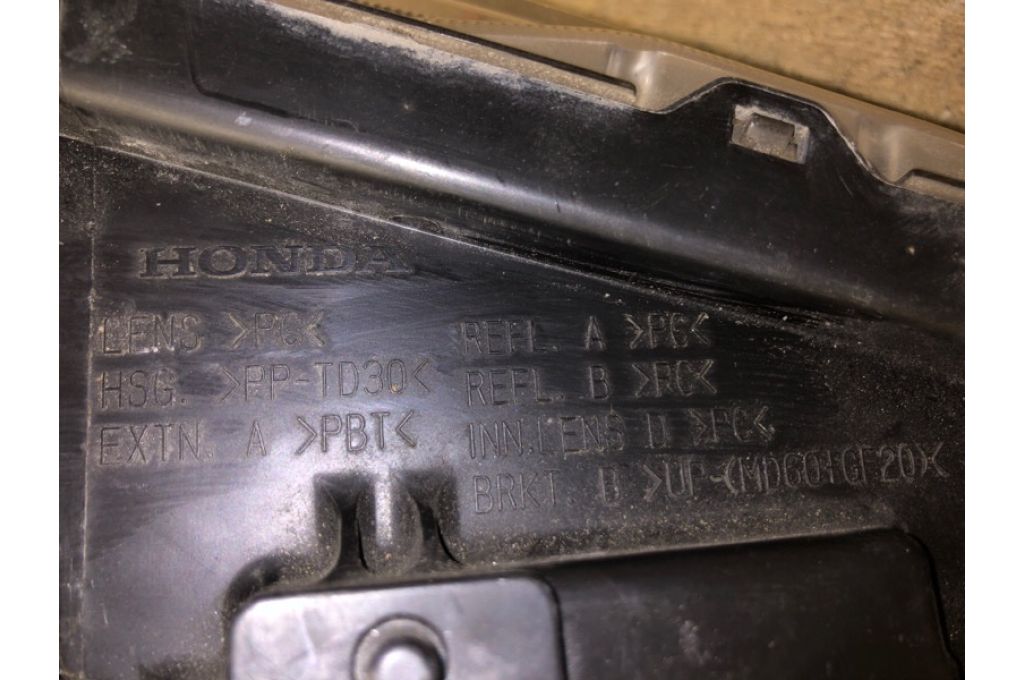 HONDA
LENS >PC<
HSG. >PP-TD30<
EXTN. A >PBT<
REFL. A >PC<
REFL. B >PC<
INN.LENS D >PC<
BRKT. B >UP-(MD60+GF20)<